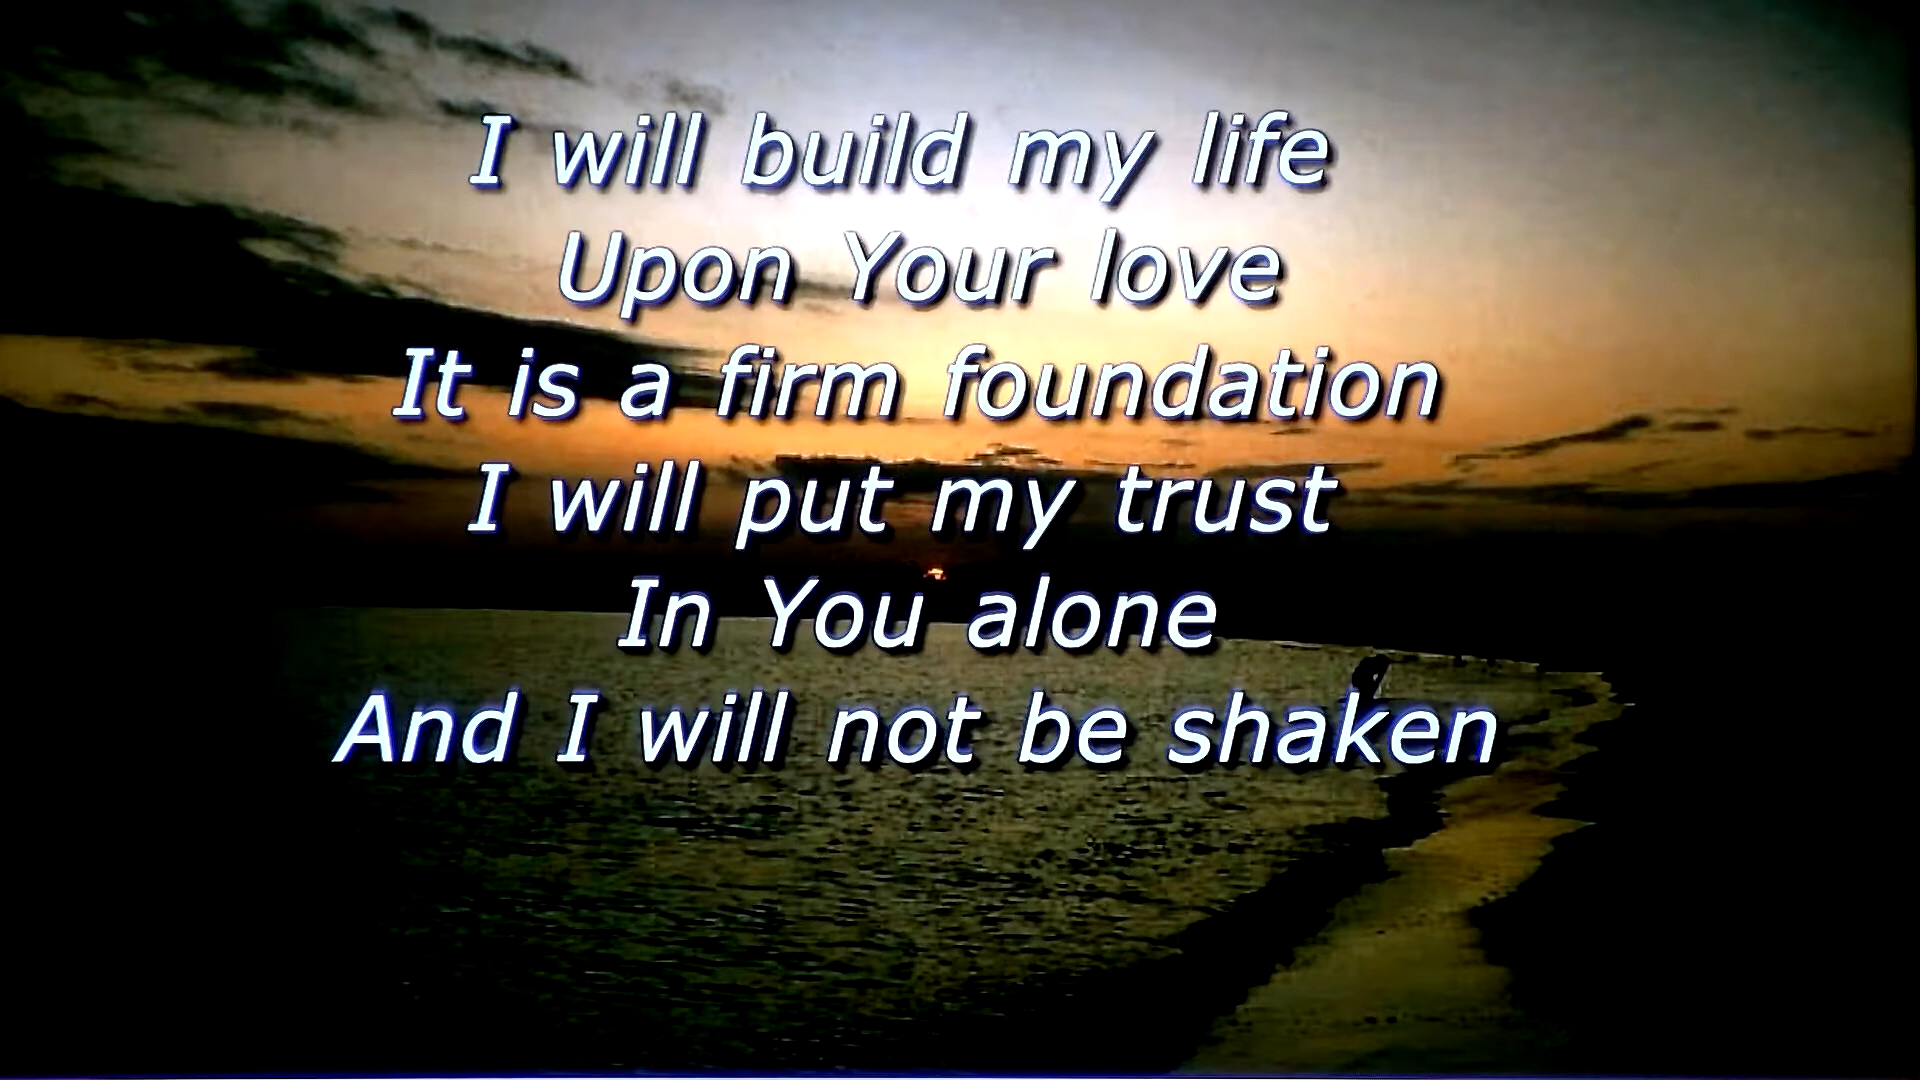 I will build my life
Upon Your love
It is a firm foundation
I will put my trust
In You alone
And I will not be shaken